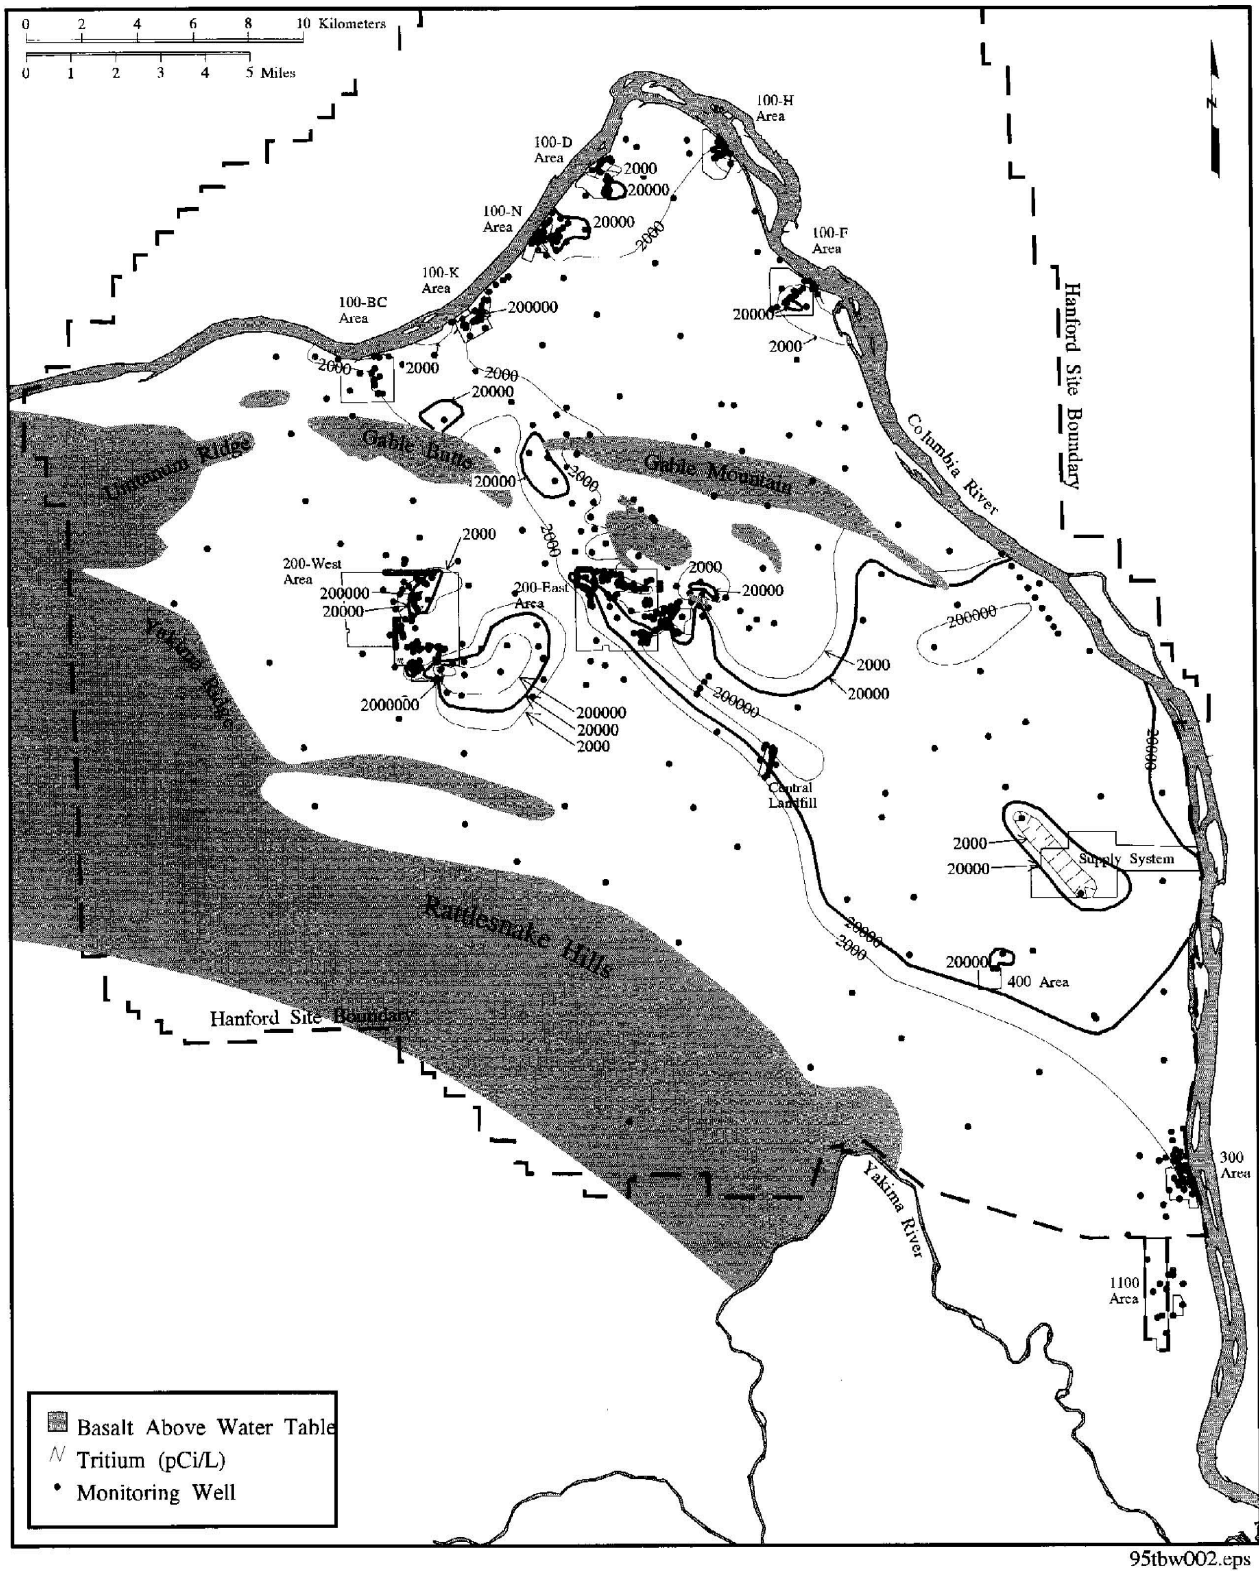 0 2 4 6 8 10 Kilometers
0 1 2 3 4 5 Miles
N
100-H
Area
100-D
Area
2000
20000
100-N
Area
20000
2000
100-F
Area
100-K
Area
200000
20000
2000
100-BC
Area
2000
2000
2000
20000
Hanford Site Boundary
Columbia River
Umtanum Ridge
Gable Butte
Gable Mountain
20000
2000
2000
2000
200-West
Area
200000
20000
200-East
Area
2000
20000
200000
2000
20000
Yakima Ridge
2000000
200000
20000
2000
200000
20000
Central
Landfill
2000
20000
Supply System
Rattlesnake Hills
20000
2000
20000
400 Area
Hanford Site Boundary
300
Area
Yakima River
1100
Area
Basalt Above Water Table
Tritium (pCi/L)
Monitoring Well
95tbw002.eps